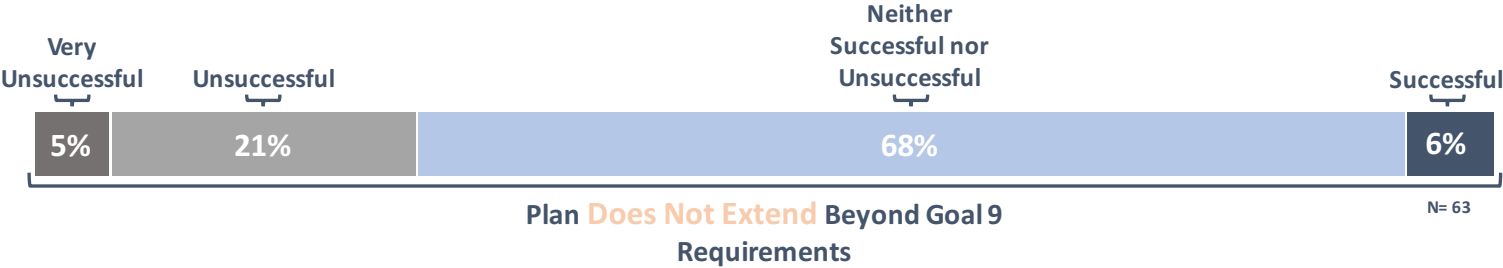 Very
Unsuccessful
Unsuccessful
Neither
Successful nor
Unsuccessful
Successful
5%
21%
68%
6%
Plan Does Not Extend Beyond Goal 9
Requirements
N= 63